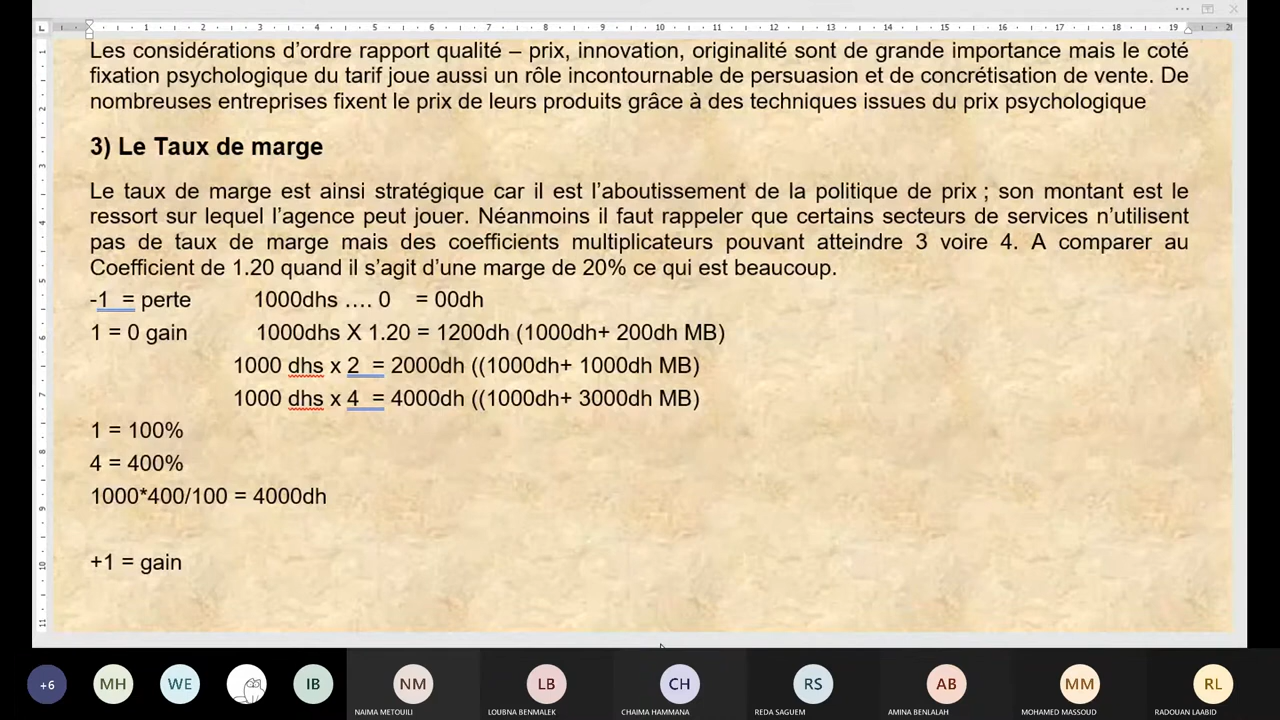 Les considérations d’ordre rapport qualité – prix, innovation, originalité sont de grande importance mais le coté
fixation psychologique du tarif joue aussi un rôle incontournable de persuasion et de concrétisation de vente. De
nombreuses entreprises fixent le prix de leurs produits grâce à des techniques issues du prix psychologique
3) Le Taux de marge
Le taux de marge est ainsi stratégique car il est l’aboutissement de la politique de prix ; son montant est le
ressort sur lequel l’agence peut jouer. Néanmoins il faut rappeler que certains secteurs de services n’utilisent
pas de taux de marge mais des coefficients multiplicateurs pouvant atteindre 3 voire 4. A comparer au
Coefficient de 1.20 quand il s’agit d’une marge de 20% ce qui est beaucoup.
-1 = perte 1000dhs …. 0 = 00dh
1 = 0 gain 1000dhs X 1.20 = 1200dh (1000dh+ 200dh MB)
1000 dhs x 2 = 2000dh ((1000dh+ 1000dh MB)
1000 dhs x 4 = 4000dh ((1000dh+ 3000dh MB)
1 = 100%
4 = 400%
1000*400/100 = 4000dh
+1 = gain
+6 MH WE IB NM LB CH RS AB MM RL
NAIMA METOUILI LOUBNA BENMALEK CHAIMA HAMMANA REDA SAGUEM AMINA BENLALAH MOHAMED MASSOUD RADOUAN LAABID